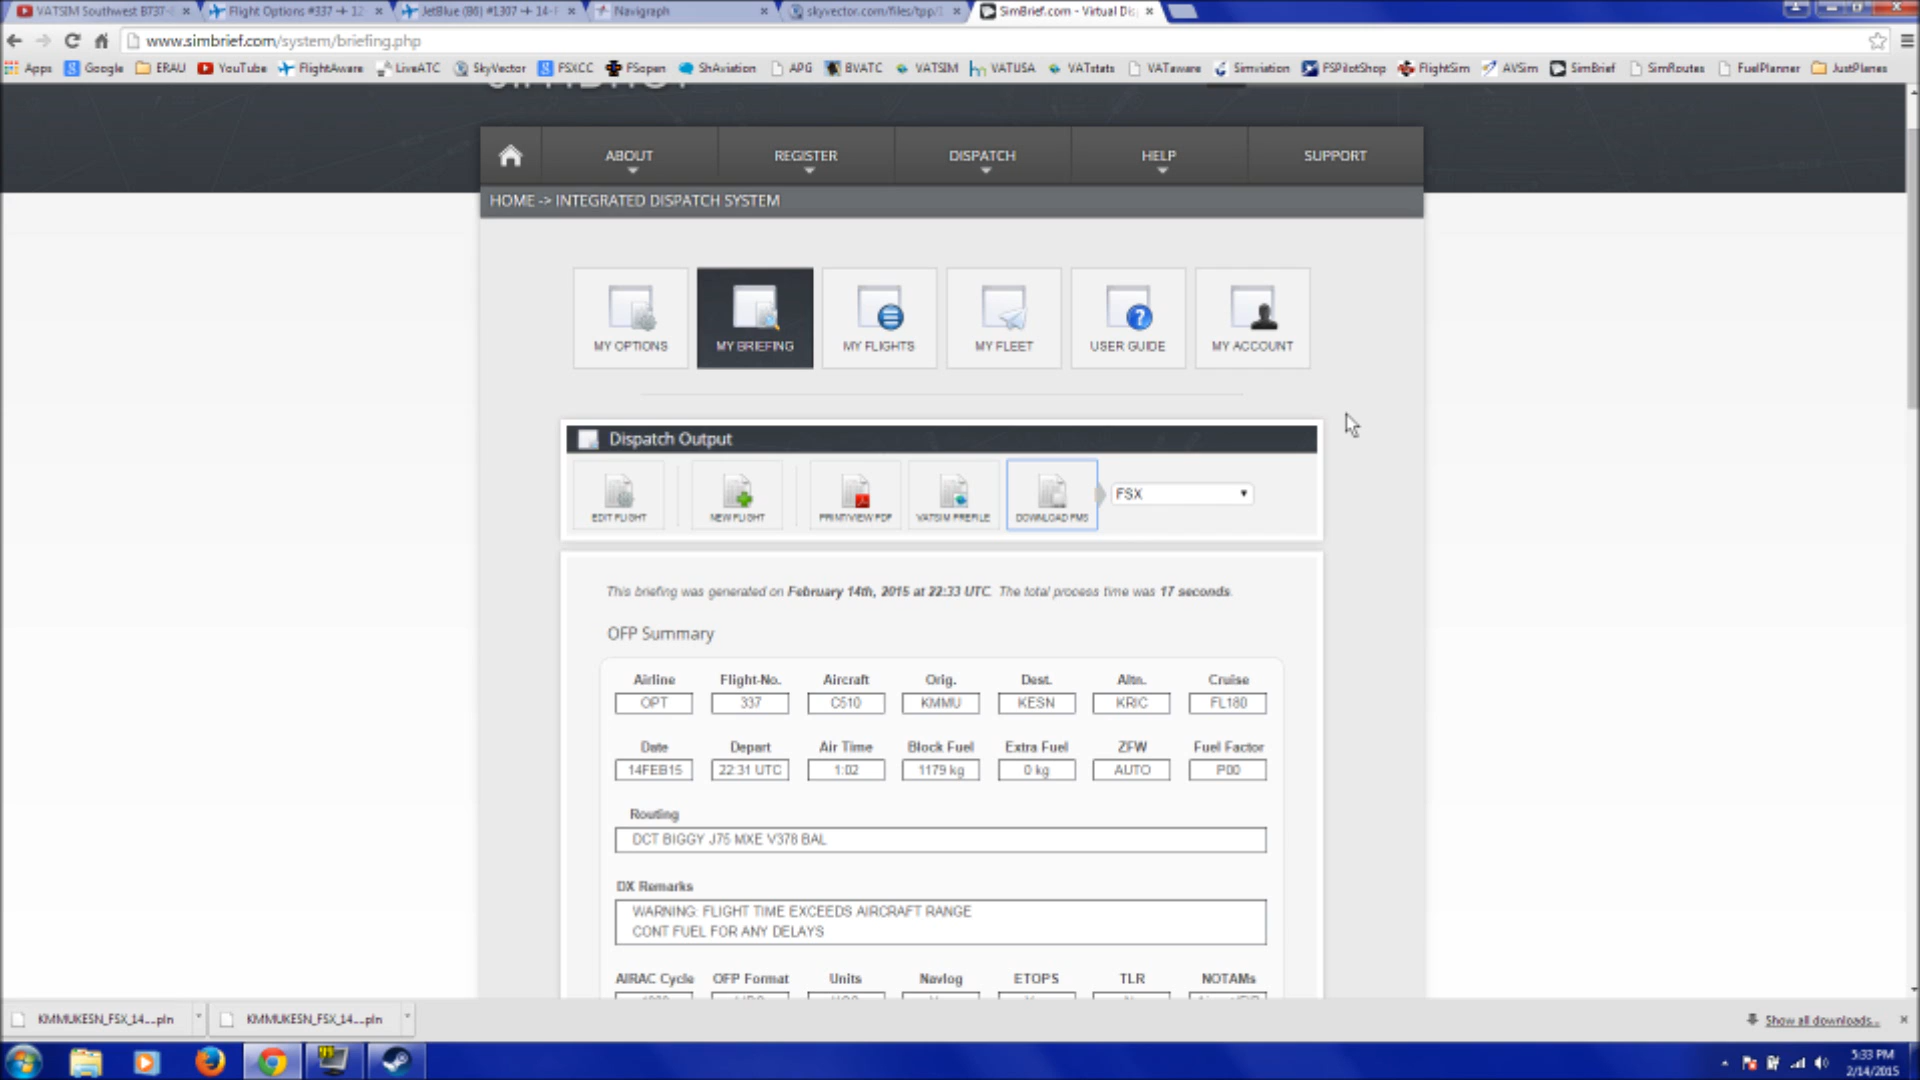 VATSIM Southwest B737-
Flight Options #337 → 12
JetBlue (B6) #1307 → 14-F
Navigraph
skyvector.com/files/tpp/1
SimBrief.com - Virtual Dis
www.simbrief.com/system/briefing.php
Apps Google ERAU YouTube FlightAware LiveATC SkyVector FSXCC FSopen ShAviation APG BVATC VATSIM VATUSA VATstats VATaware Simviation FSPilotShop FlightSim AVSim SimBrief SimRoutes FuelPlanner JustPlanes
ABOUT REGISTER DISPATCH HELP SUPPORT
HOME -> INTEGRATED DISPATCH SYSTEM
MY OPTIONS MY BRIEFING MY FLIGHTS MY FLEET USER GUIDE MY ACCOUNT
Dispatch Output
FSX
EDIT FLIGHT NEW FLIGHT PRINT/VIEW PDF VATSIM PREFILE DOWNLOAD FMS
This briefing was generated on February 14th, 2015 at 22:33 UTC. The total process time was 17 seconds.
OFP Summary
Airline Flight-No. Aircraft Orig. Dest. Altn. Cruise
OPT 337 C510 KMMU KESN KRIC FL180
Date Depart Air Time Block Fuel Extra Fuel ZFW Fuel Factor
14FEB15 22:31 UTC 1:02 1179 kg 0 kg AUTO P00
Routing
DCT BIGGY J75 MXE V378 BAL
DX Remarks
WARNING: FLIGHT TIME EXCEEDS AIRCRAFT RANGE
CONT FUEL FOR ANY DELAYS
AIRAC Cycle OFP Format Units Navlog ETOPS TLR NOTAMs
KMMUKESN_FSX_14....pln KMMUKESN_FSX_14....pln Show all downloads...
5:33 PM
2/14/2015